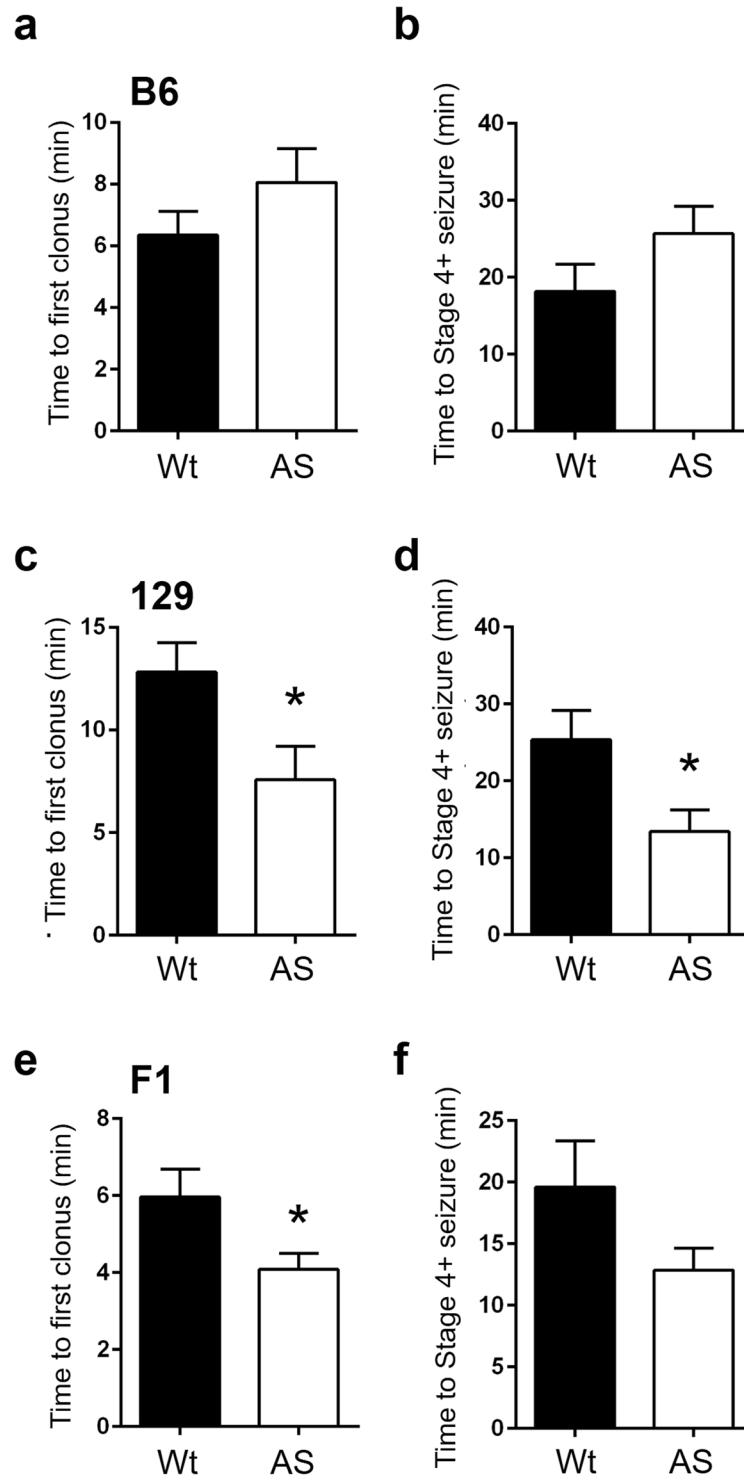 a
B6
Time to first clonus (min)
10
8
6
4
2
0
Wt AS
b
Time to Stage 4+ seizure (min)
40
30
20
10
0
Wt AS
c
129
Time to first clonus (min)
15
10
5
0
*
Wt AS
d
Time to Stage 4+ seizure (min)
40
30
20
10
0
*
Wt AS
e
F1
Time to first clonus (min)
8
6
4
2
0
*
Wt AS
f
Time to Stage 4+ seizure (min)
25
20
15
10
5
0
Wt AS